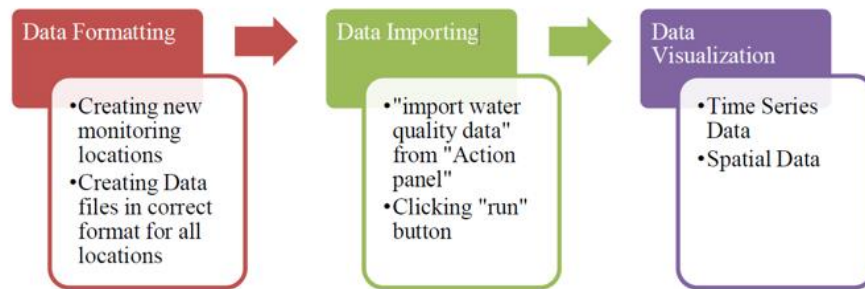 Data Formatting
•Creating new
monitoring
locations
•Creating Data
files in correct
format for all
locations
Data Importing
•"import water
quality data"
from "Action
panel"
•Clicking "run"
button
Data
Visualization
•Time Series
Data
•Spatial Data